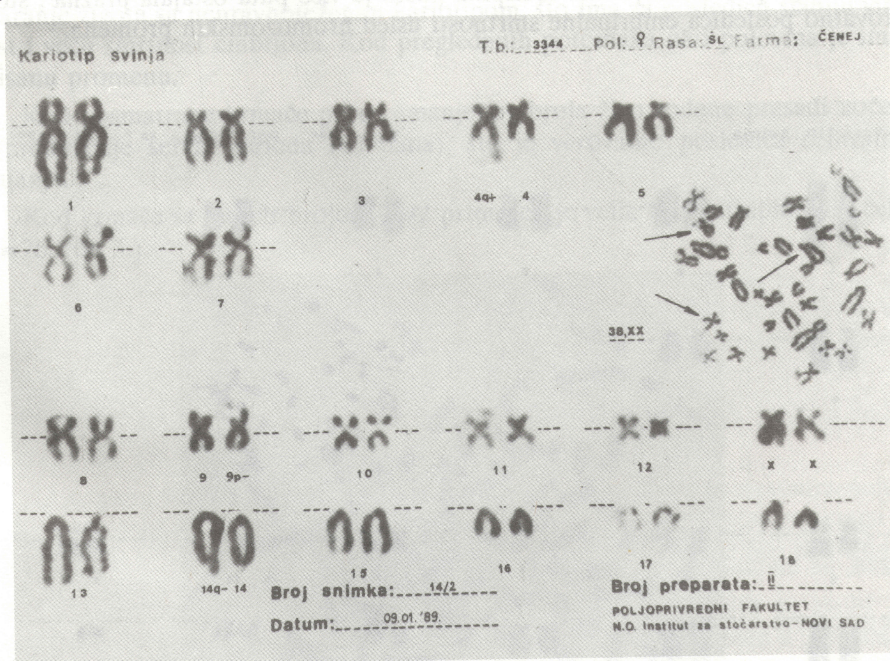 Kariotip svinja
T.b.: 3344 Pol: ♀ Rasa: ŠL Farma: ČENEJ
1 2 3 4q+ 4 5
6 7
38,XX
8 9 9p- 10 11 12 X X
13 14q- 14 15 16 17 18
Broj snimka: 14/2
Datum: 09.01.'89.
Broj preparata: II
POLJOPRIVREDNI FAKULTET
N.O. Institut za stočarstvo-NOVI SAD